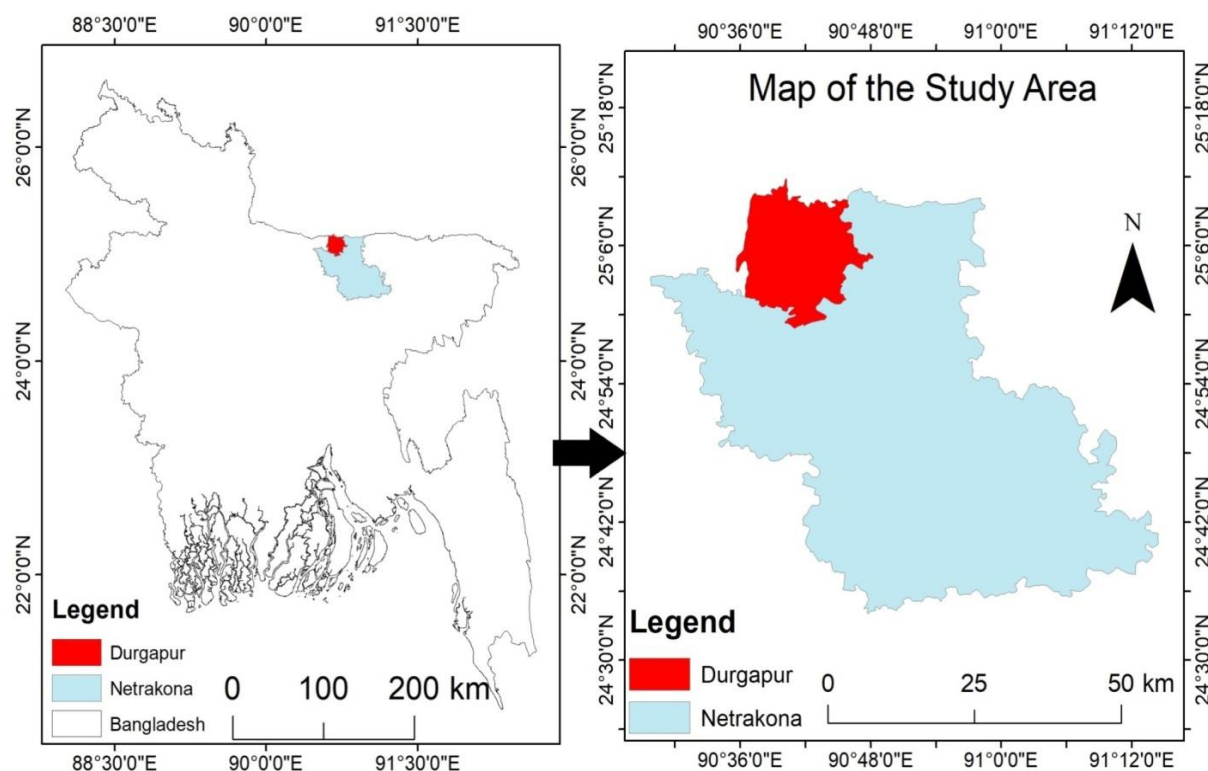 88°30'0"E 90°0'0"E 91°30'0"E
26°0'0"N
24°0'0"N
22°0'0"N
26°0'0"N
24°0'0"N
22°0'0"N
Legend
Durgapur
Netrakona
Bangladesh
0 100 200 km
88°30'0"E 90°0'0"E 91°30'0"E
90°36'0"E 90°48'0"E 91°0'0"E 91°12'0"E
Map of the Study Area
25°18'0"N
25°6'0"N
24°54'0"N
24°42'0"N
24°30'0"N
N
25°18'0"N
25°6'0"N
24°54'0"N
24°42'0"N
24°30'0"N
Legend
Durgapur
Netrakona
0 25 50 km
90°36'0"E 90°48'0"E 91°0'0"E 91°12'0"E